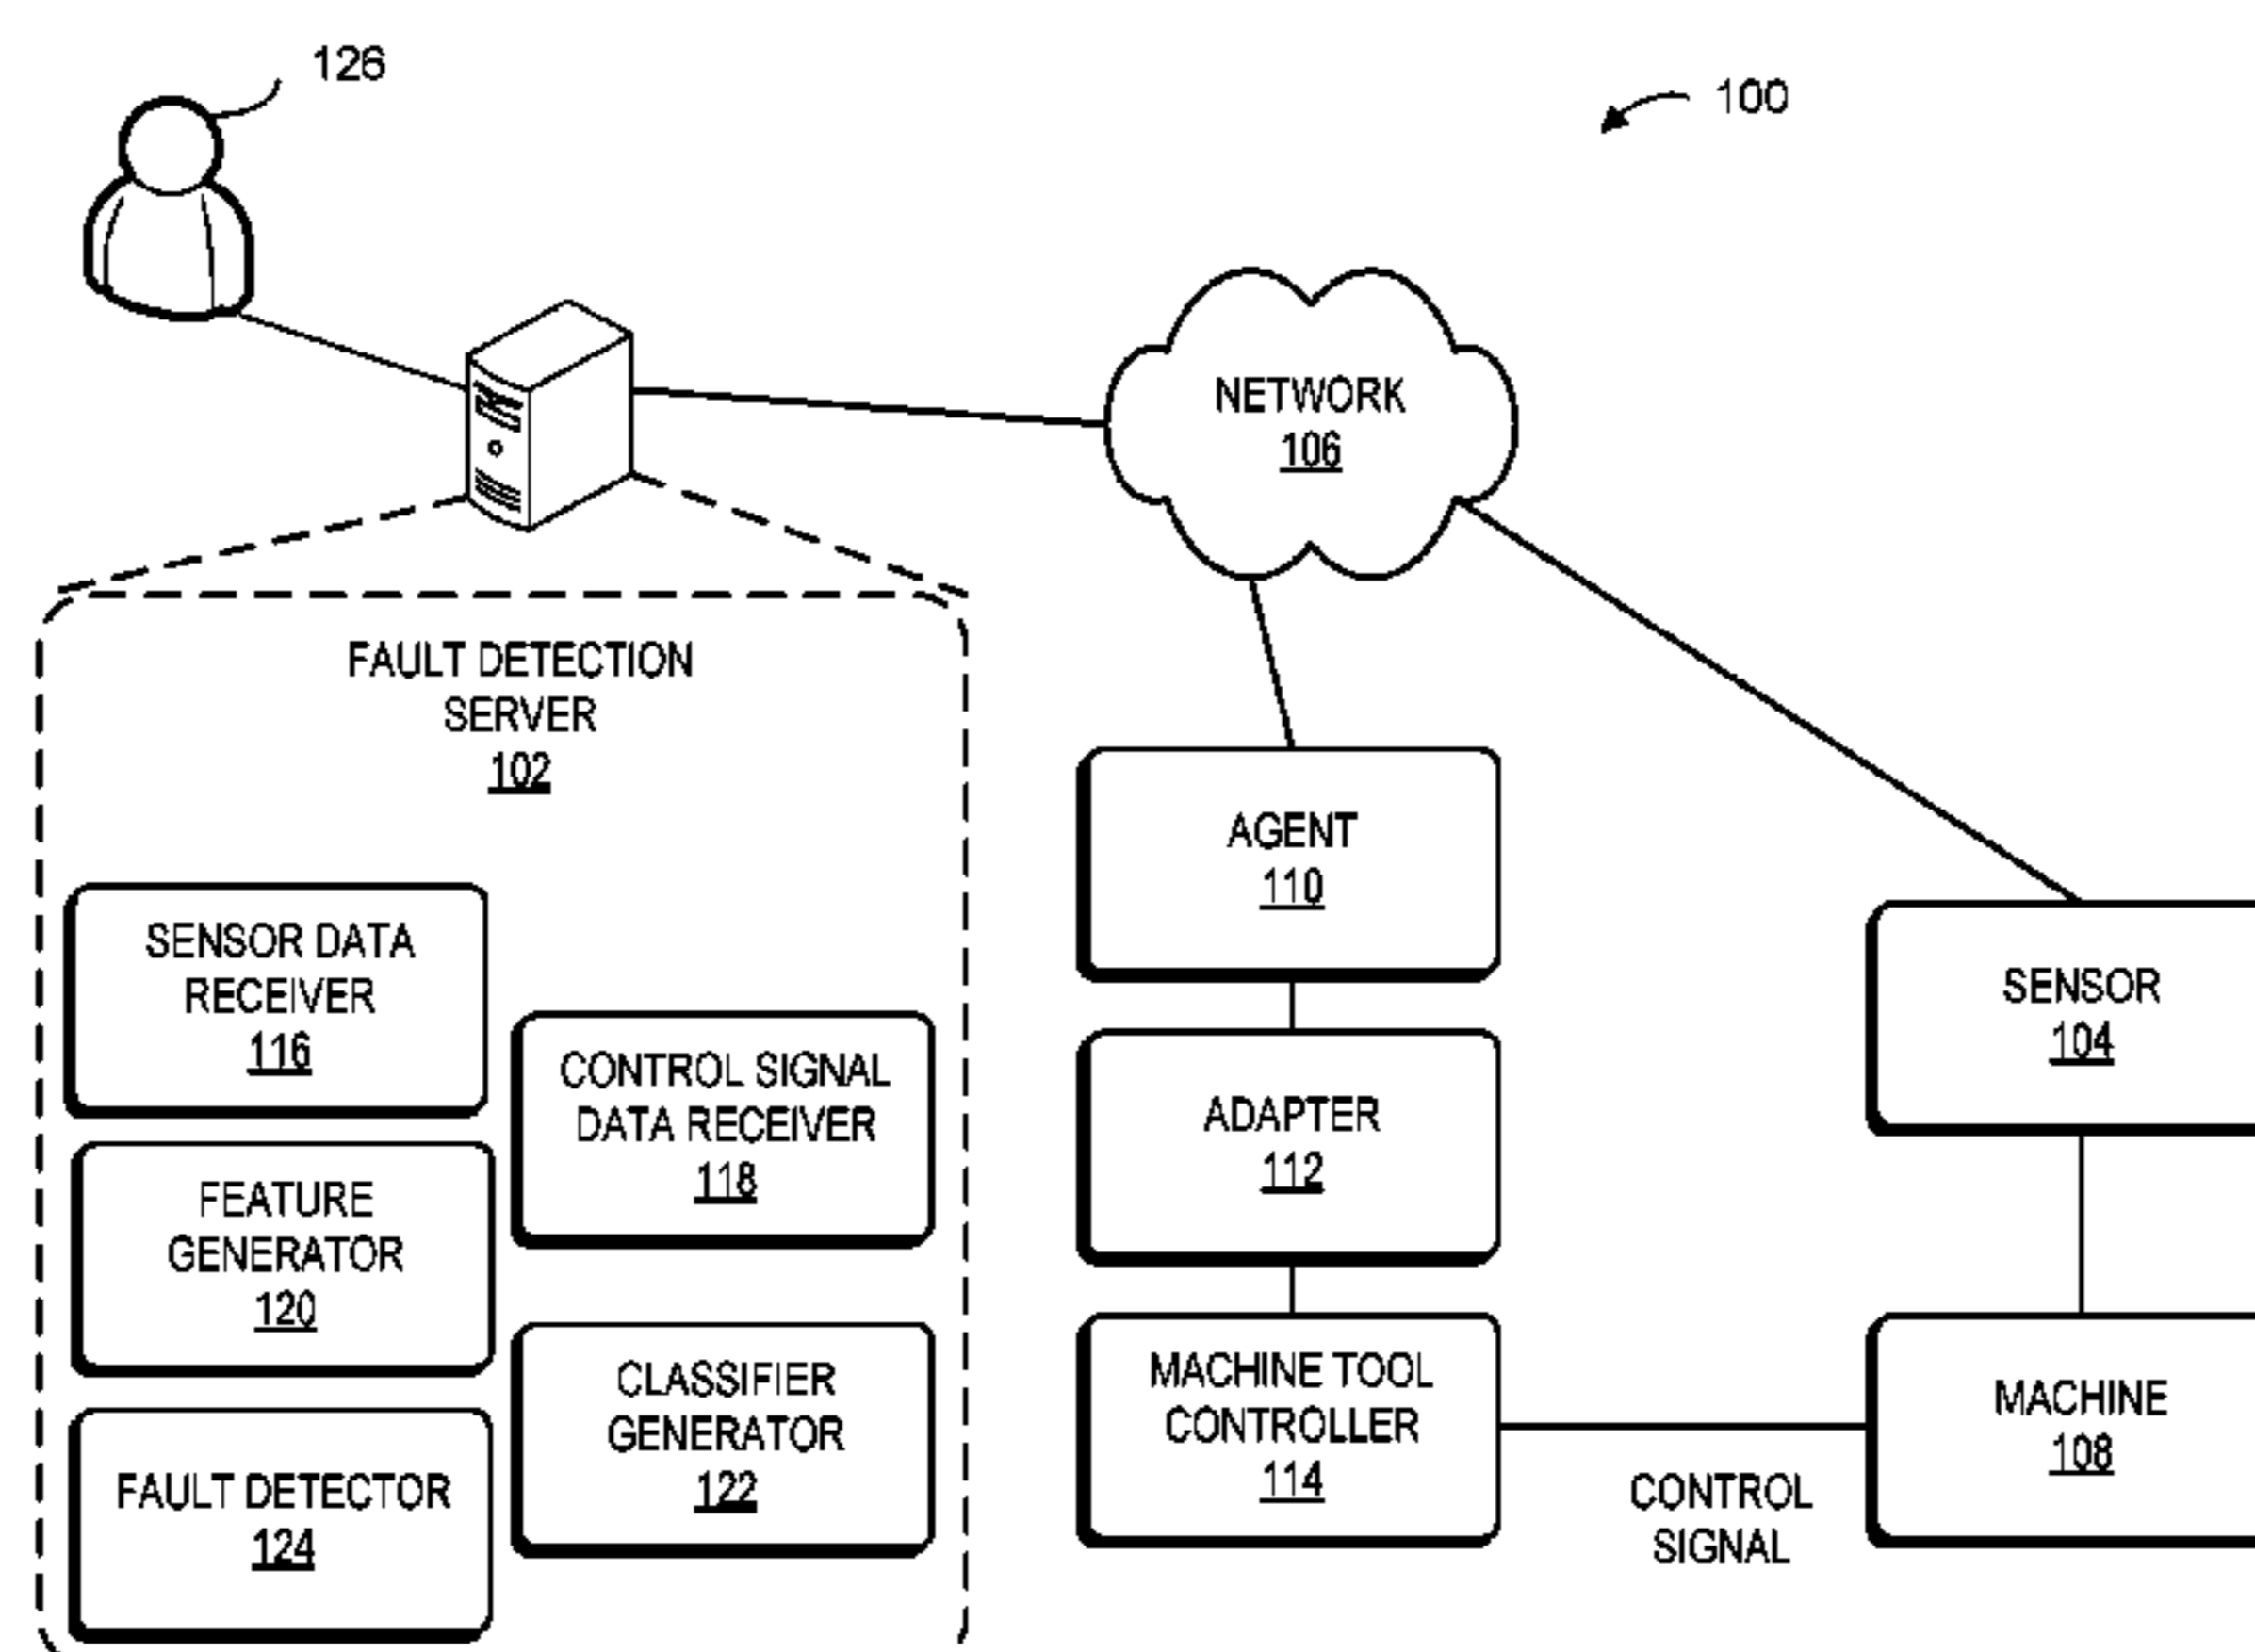 126
100
NETWORK
106
FAULT DETECTION
SERVER
102
AGENT
110
SENSOR DATA
RECEIVER
116
SENSOR
104
CONTROL SIGNAL
DATA RECEIVER
118
ADAPTER
112
FEATURE
GENERATOR
120
CLASSIFIER
GENERATOR
122
MACHINE TOOL
CONTROLLER
114
MACHINE
108
FAULT DETECTOR
124
CONTROL
SIGNAL